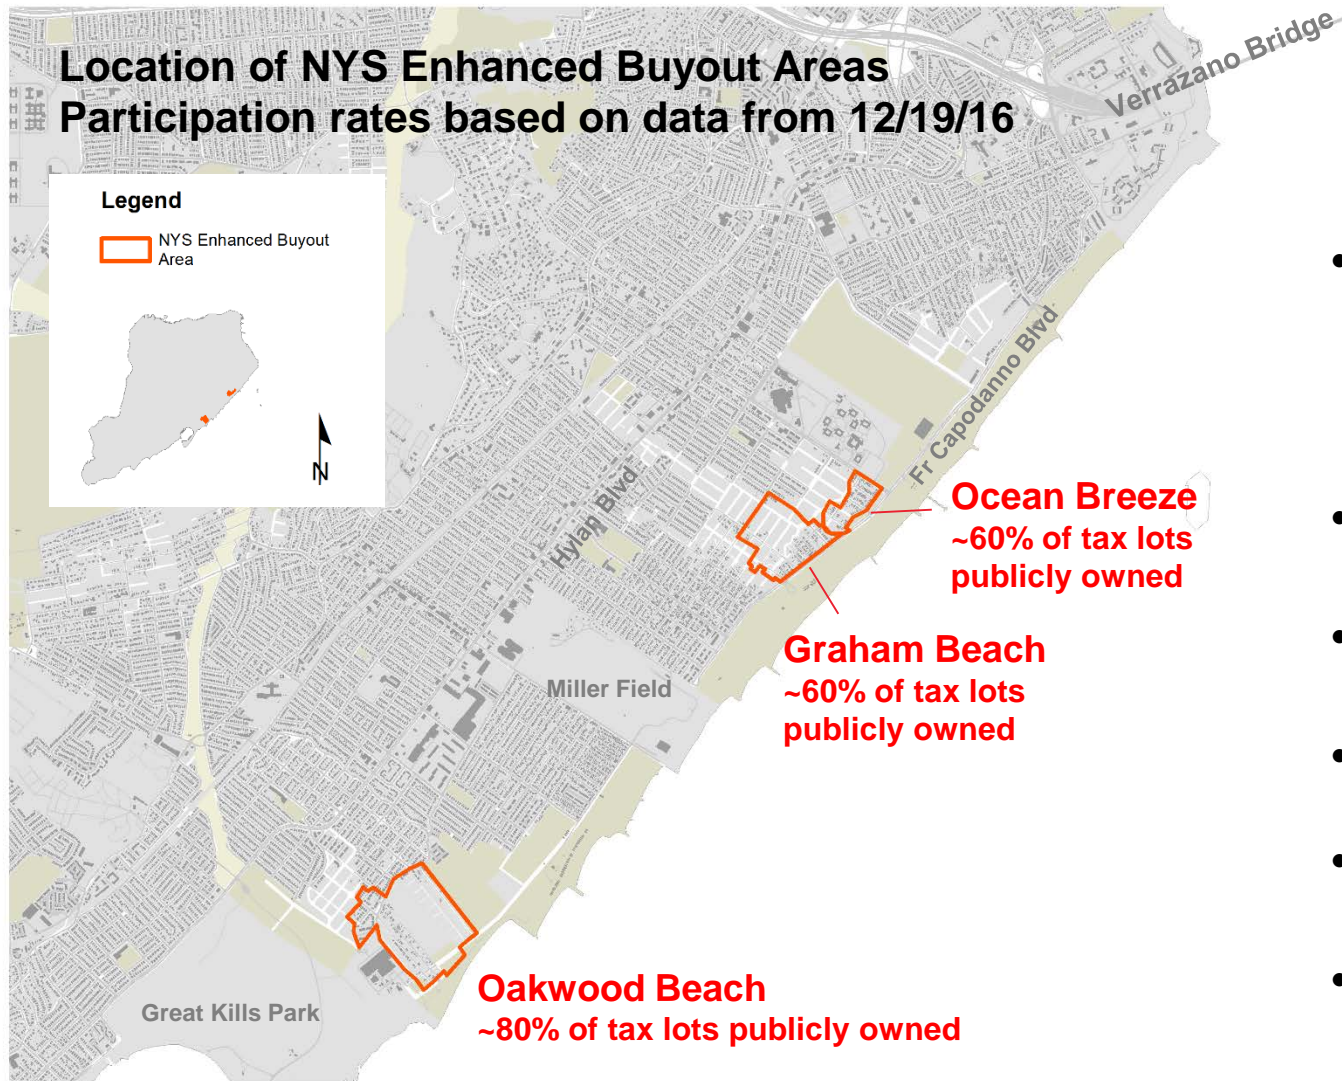 Location of NYS Enhanced Buyout Areas
Participation rates based on data from 12/19/16
Verrazano Bridge
Legend
NYS Enhanced Buyout
Area
N
Fr Capodanno Blvd
Hylan Blvd
Ocean Breeze
~60% of tax lots
publicly owned
Graham Beach
~60% of tax lots
publicly owned
Miller Field
Oakwood Beach
~80% of tax lots publicly owned
Great Kills Park